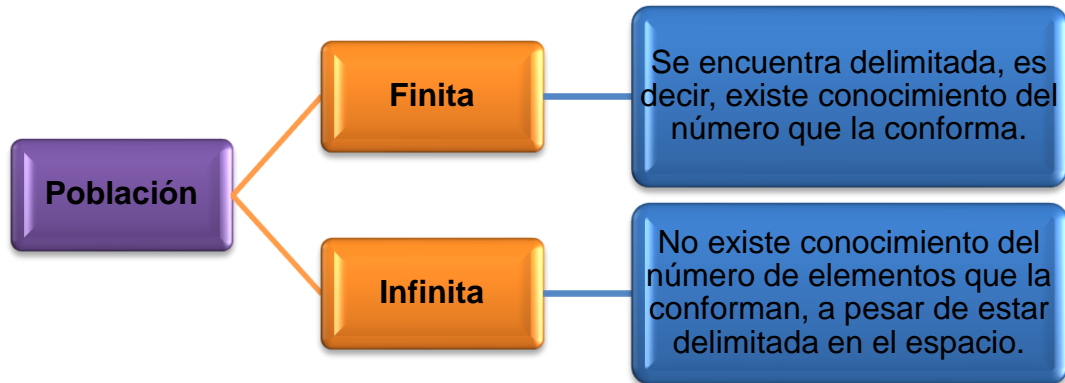 Población
Finita
Se encuentra delimitada, es
decir, existe conocimiento del
número que la conforma.
Infinita
No existe conocimiento del
número de elementos que la
conforman, a pesar de estar
delimitada en el espacio.